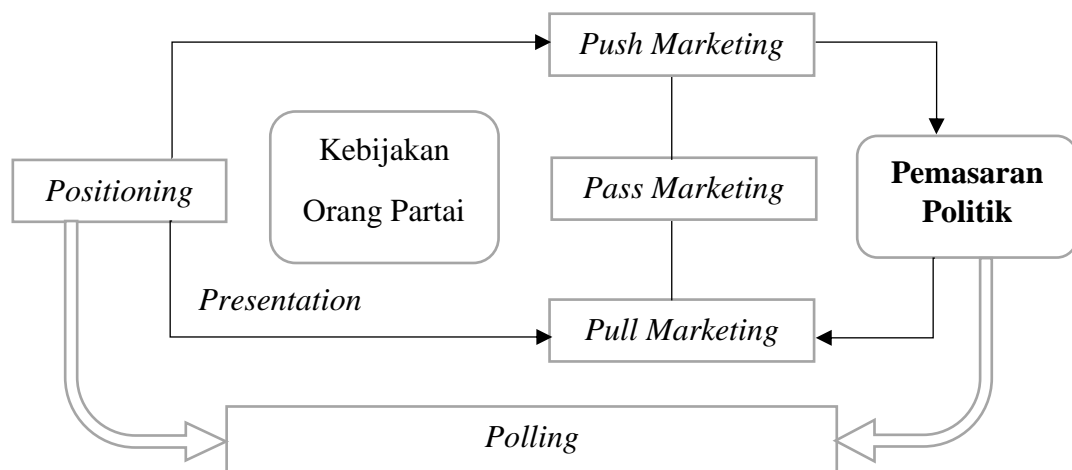 Push Marketing
Kebijakan
Orang Partai
Positioning
Pass Marketing
Pemasaran
Politik
Presentation
Pull Marketing
Polling